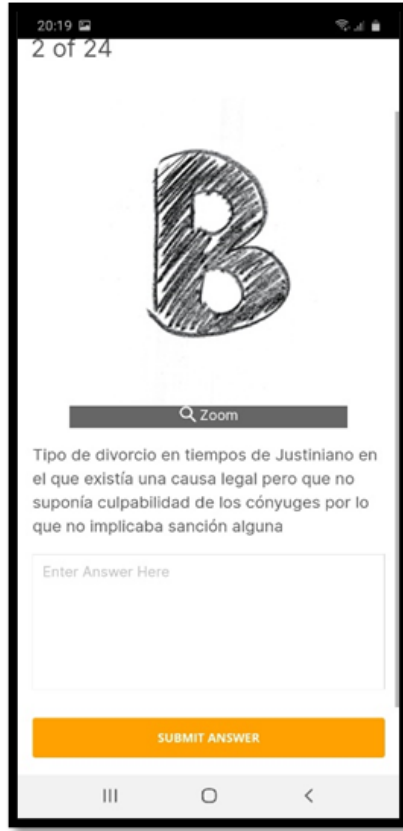 20:19
2 of 24
B
Zoom
Tipo de divorcio en tiempos de Justiniano en
el que existía una causa legal pero que no
suponía culpabilidad de los cónyuges por lo
que no implicaba sanción alguna
Enter Answer Here
SUBMIT ANSWER